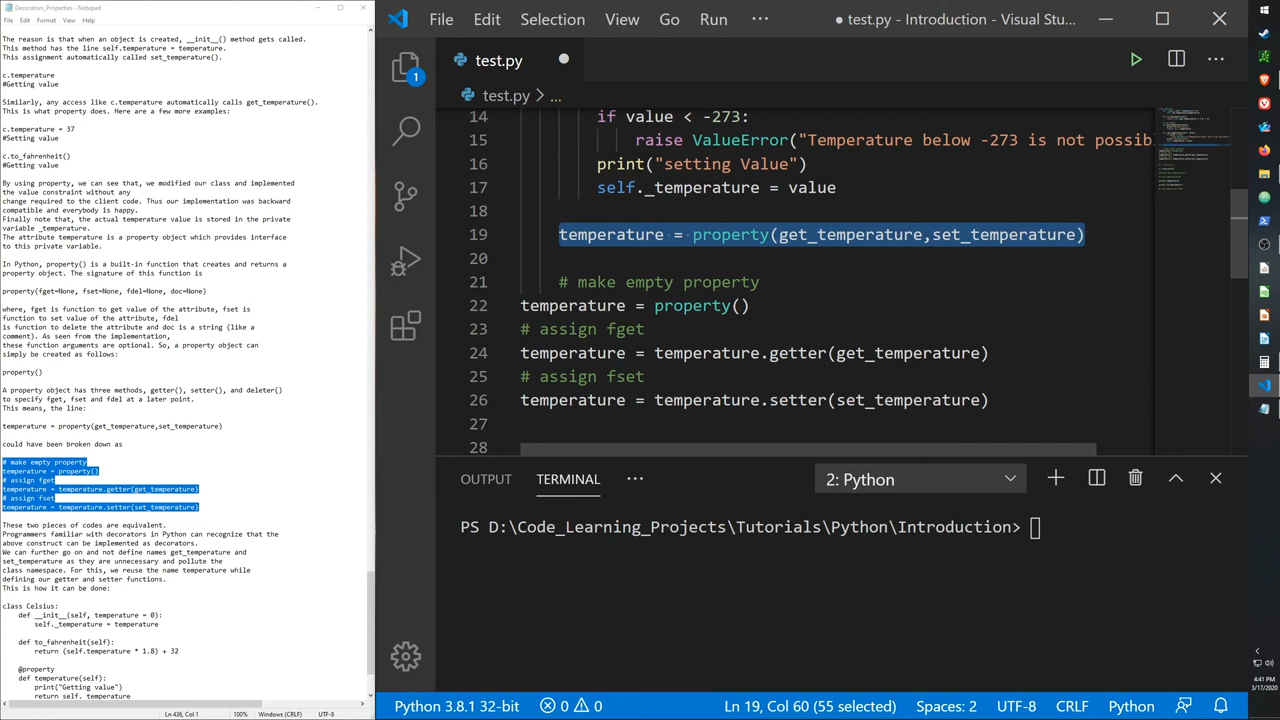 Decorators_Properties - Notepad
File Edit Format View Help
The reason is that when an object is created, __init__() method gets called.
This method has the line self.temperature = temperature.
This assignment automatically called set_temperature().
c.temperature
#Getting value
Similarly, any access like c.temperature automatically calls get_temperature().
This is what property does. Here are a few more examples:
c.temperature = 37
#Setting value
c.to_fahrenheit()
#Getting value
By using property, we can see that, we modified our class and implemented
the value constraint without any
change required to the client code. Thus our implementation was backward
compatible and everybody is happy.
Finally note that, the actual temperature value is stored in the private
variable _temperature.
The attribute temperature is a property object which provides interface
to this private variable.
In Python, property() is a built-in function that creates and returns a
property object. The signature of this function is
property(fget=None, fset=None, fdel=None, doc=None)
where, fget is function to get value of the attribute, fset is
function to set value of the attribute, fdel
is function to delete the attribute and doc is a string (like a
comment). As seen from the implementation,
these function arguments are optional. So, a property object can
simply be created as follows:
property()
A property object has three methods, getter(), setter(), and deleter()
to specify fget, fset and fdel at a later point.
This means, the line:
temperature = property(get_temperature,set_temperature)
could have been broken down as
# make empty property
temperature = property()
# assign fget
temperature = temperature.getter(get_temperature)
# assign fset
temperature = temperature.setter(set_temperature)
These two pieces of codes are equivalent.
Programmers familiar with decorators in Python can recognize that the
above construct can be implemented as decorators.
We can further go on and not define names get_temperature and
set_temperature as they are unnecessary and pollute the
class namespace. For this, we reuse the name temperature while
defining our getter and setter functions.
This is how it can be done:
class Celsius:
def __init__(self, temperature = 0):
self._temperature = temperature
def to_fahrenheit(self):
return (self.temperature * 1.8) + 32
@property
def temperature(self):
print("Getting value")
return self._temperature
Ln 436, Col 1 100% Windows (CRLF) UTF-8
File Edit Selection View Go Run ··· ● test.py - Introduction - Visual Stu...
1
test.py
test.py > ...
14 if value < -273:
15 raise ValueError("Tamperature below -273 is not possib
16 print("setting Value")
17 self._temperature = value
18
19 temperature = property(get_temperature,set_temperature)
20
21 # make empty property
22 temperature = property()
23 # assign fget
24 temperature = temperature.getter(get_temperature)
25 # assign fset
26 temperature = temperature.setter(set_temperature)
27
28
OUTPUT TERMINAL ··· 2: Python
PS D:\Code_Learning_Projects\Tutorials\Python\Introduction>
Python 3.8.1 32-bit 0 0 Ln 19, Col 60 (55 selected) Spaces: 2 UTF-8 CRLF Python
4:41 PM
3/17/2020